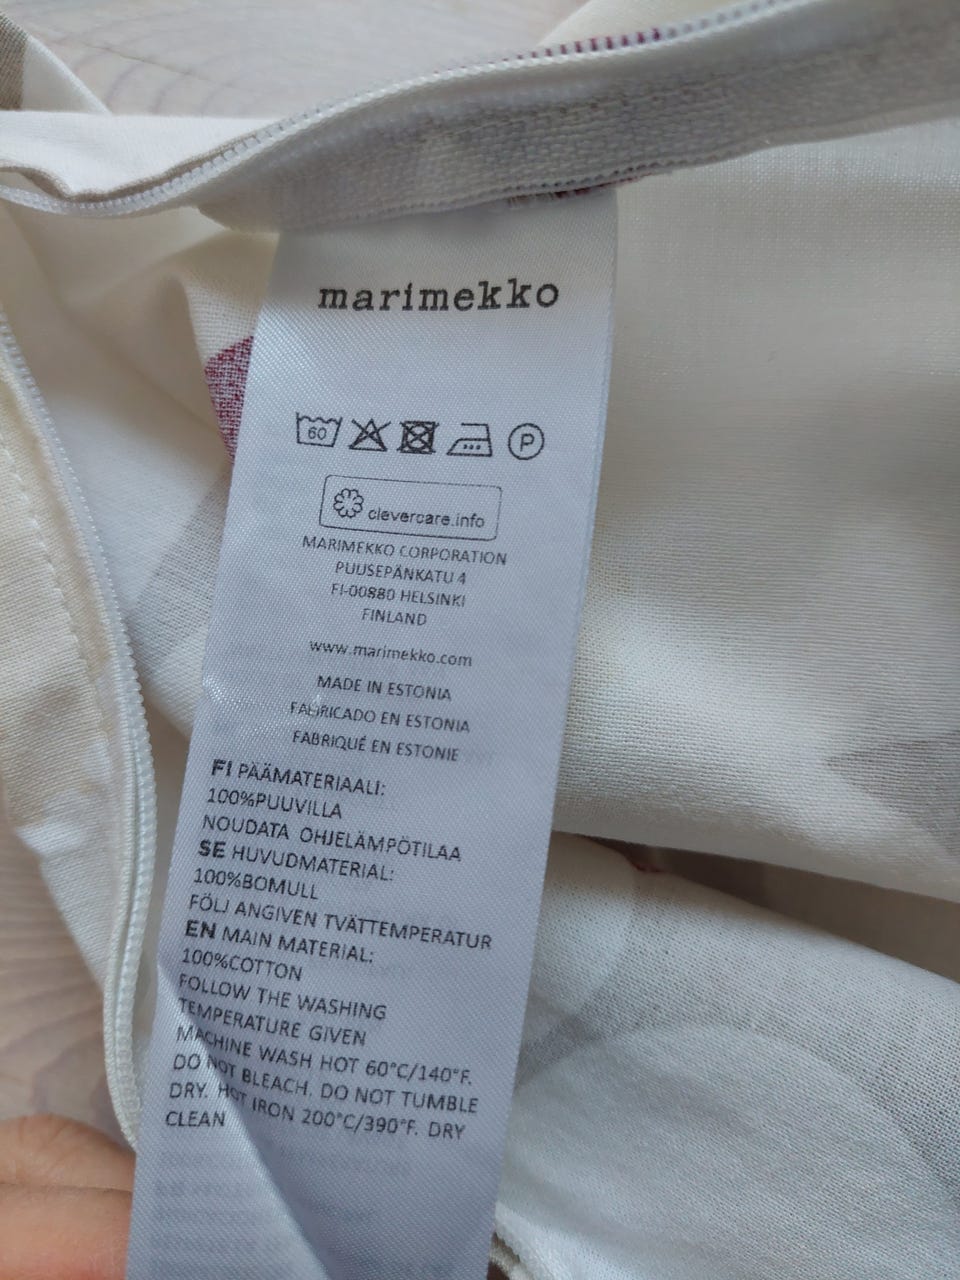 marimekko
60 P
clevercare.info
MARIMEKKO CORPORATION
PUUSEPÄNKATU 4
FI-00880 HELSINKI
FINLAND
www.marimekko.com
MADE IN ESTONIA
FABRICADO EN ESTONIA
FABRIQUÉ EN ESTONIE
FI PÄÄMATERIAALI:
100%PUUVILLA
NOUDATA OHJELÄMPÖTILAA
SE HUVUDMATERIAL:
100%BOMULL
FÖLJ ANGIVEN TVÄTTEMPERATUR
EN MAIN MATERIAL:
100%COTTON
FOLLOW THE WASHING
TEMPERATURE GIVEN
MACHINE WASH HOT 60°C/140°F.
DO NOT BLEACH. DO NOT TUMBLE
DRY. HOT IRON 200°C/390°F. DRY
CLEAN